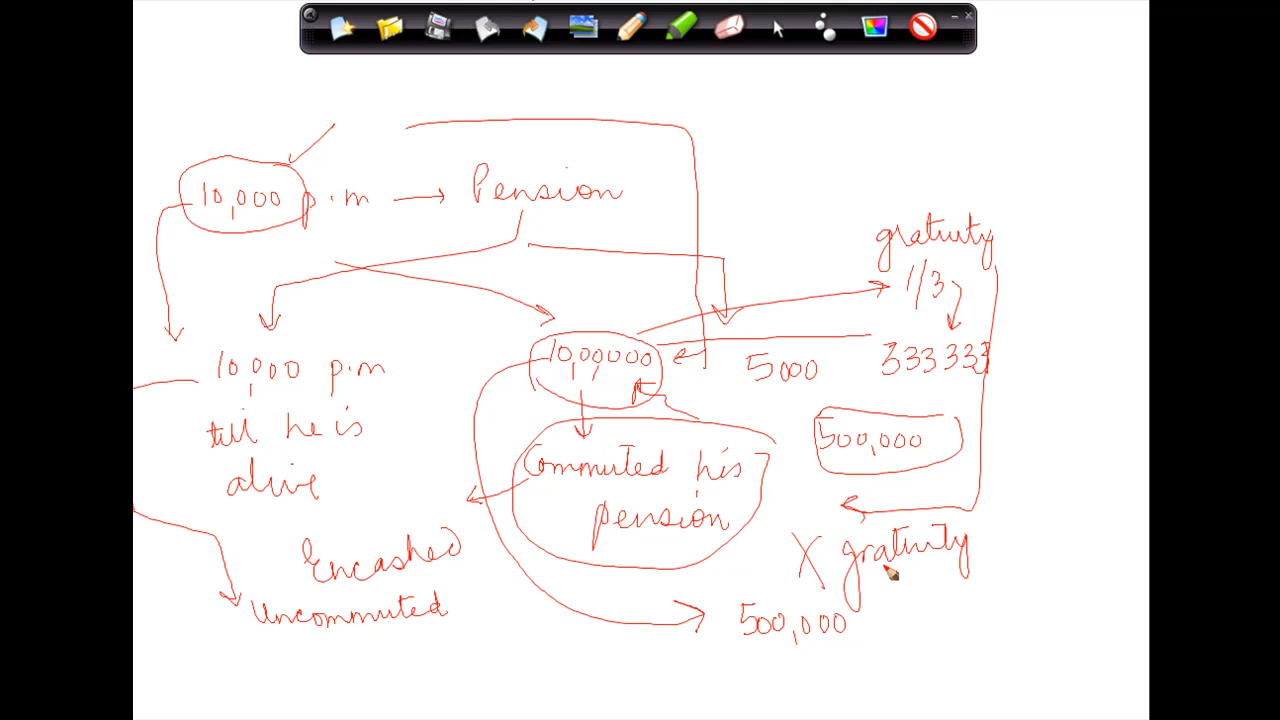 10,000 p.m → Pension
gratuity
1/3
10,000 p.m
till he is
alive
10,00,000
5000
333333
500,000
Commuted his
pension
Encashed
Uncommuted
X gratuity
500,000